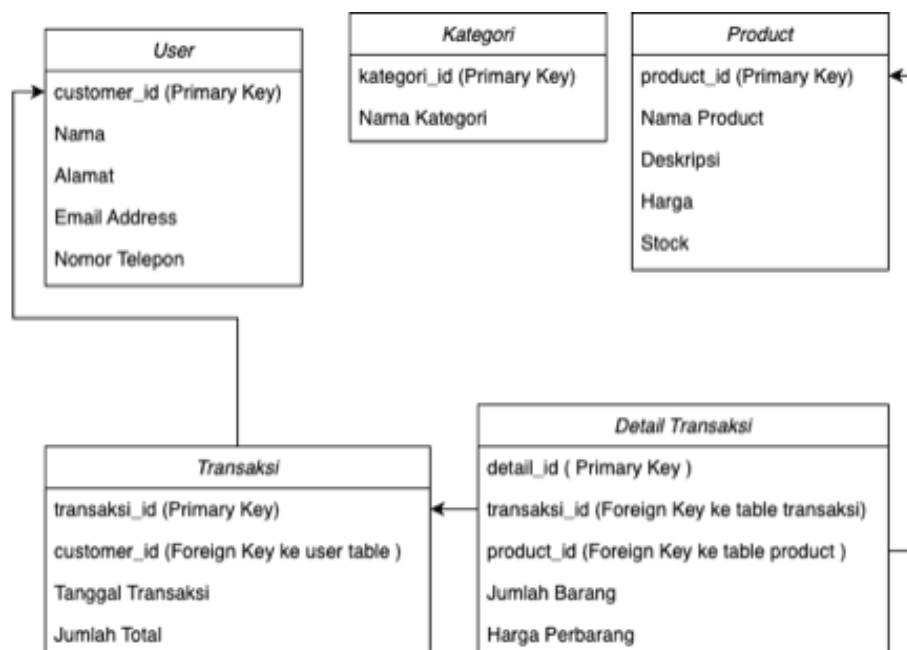 User
customer_id (Primary Key)
Nama
Alamat
Email Address
Nomor Telepon
Kategori
kategori_id (Primary Key)
Nama Kategori
Product
product_id (Primary Key)
Nama Product
Deskripsi
Harga
Stock
Transaksi
transaksi_id (Primary Key)
customer_id (Foreign Key ke user table )
Tanggal Transaksi
Jumlah Total
Detail Transaksi
detail_id ( Primary Key )
transaksi_id (Foreign Key ke table transaksi)
product_id (Foreign Key ke table product )
Jumlah Barang
Harga Perbarang